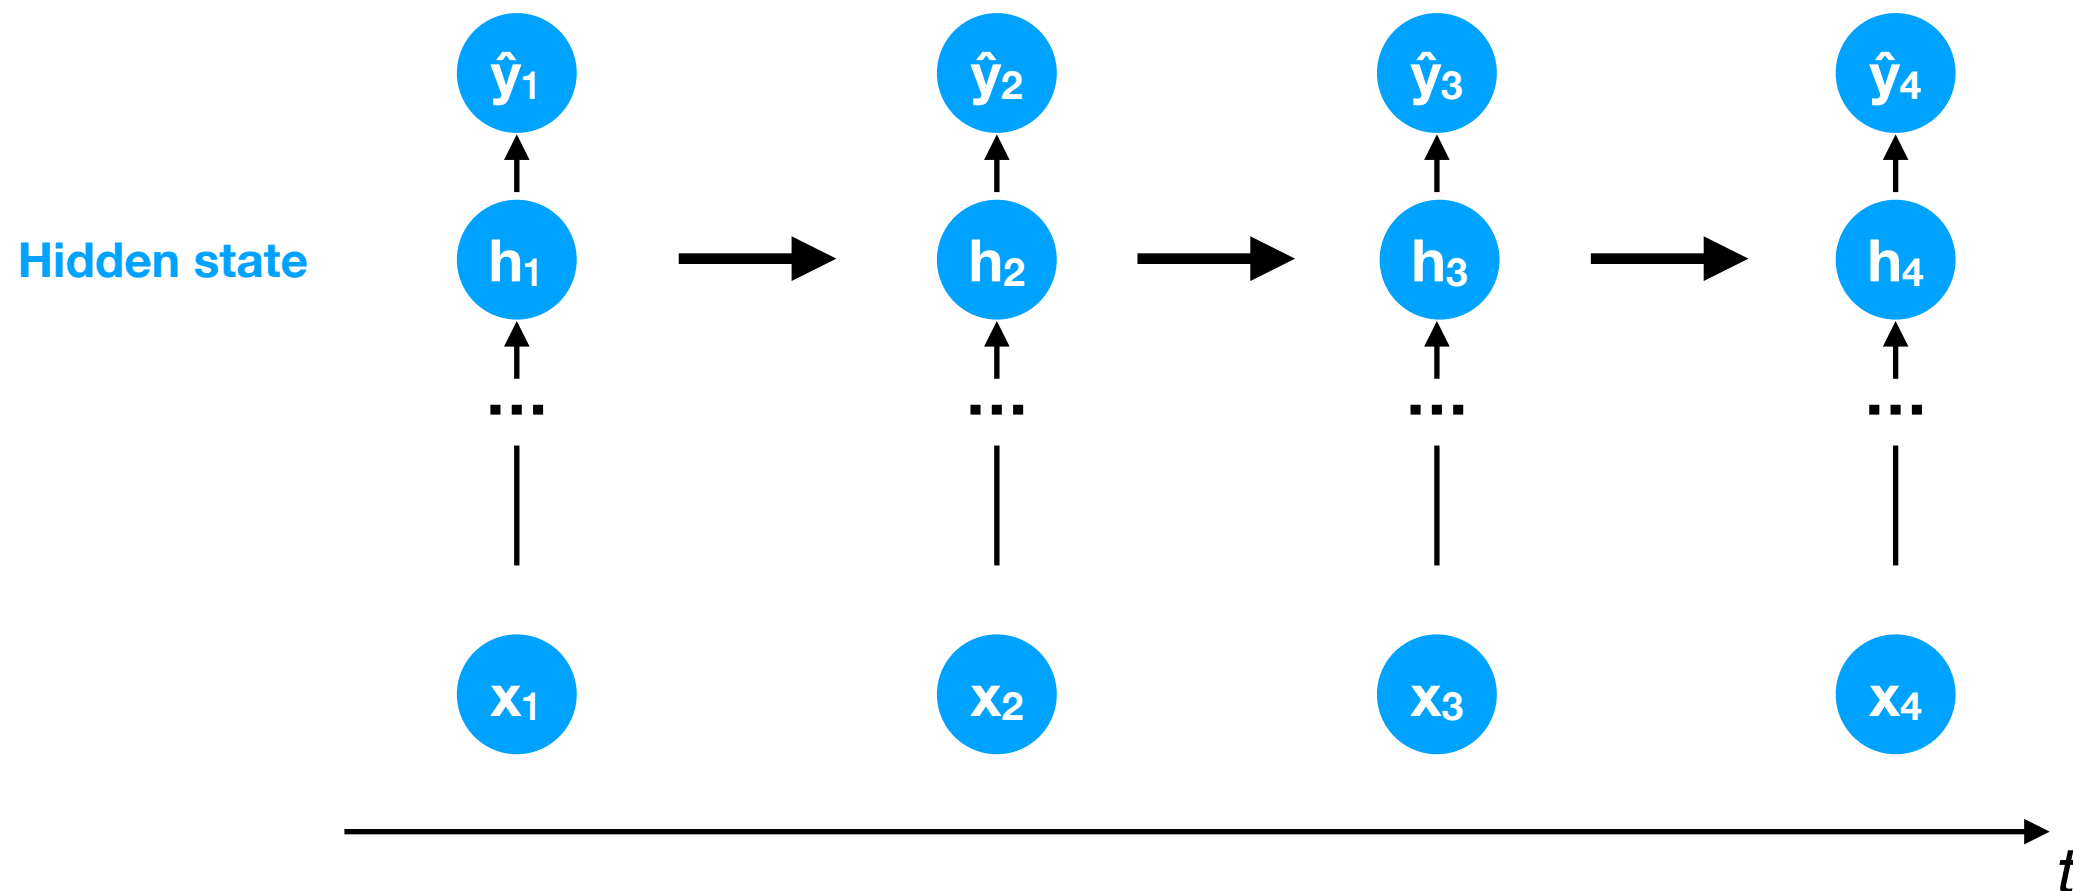 ŷ₁ ŷ₂ ŷ₃ ŷ₄
Hidden state h₁ h₂ h₃ h₄
... ... ... ...
x₁ x₂ x₃ x₄
t